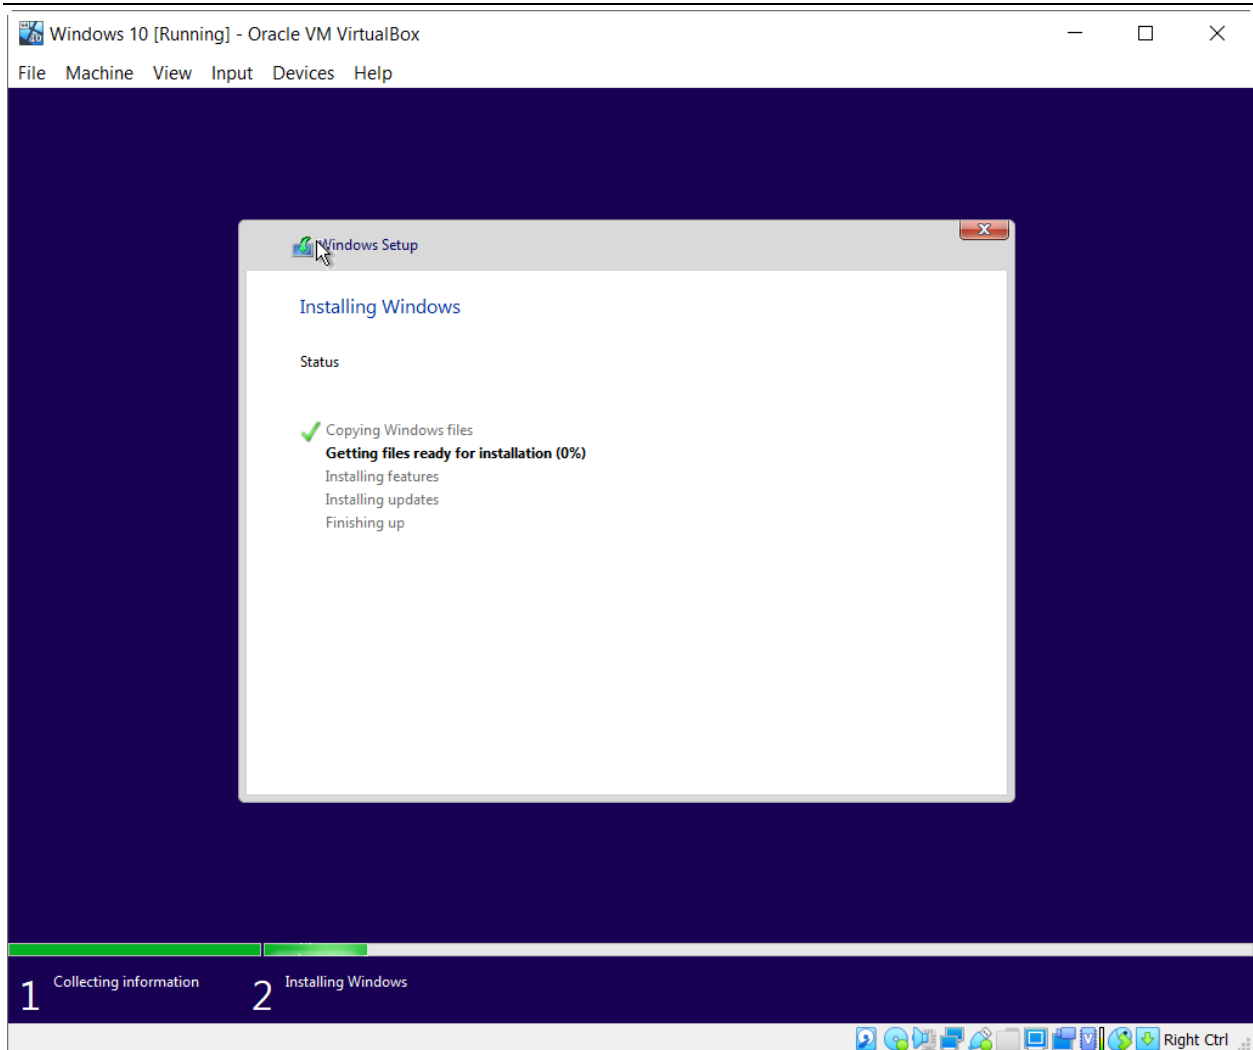 Windows 10 [Running] - Oracle VM VirtualBox
File Machine View Input Devices Help
Windows Setup
Installing Windows
Status
Copying Windows files
Getting files ready for installation (0%)
Installing features
Installing updates
Finishing up
1 Collecting information 2 Installing Windows
Right Ctrl